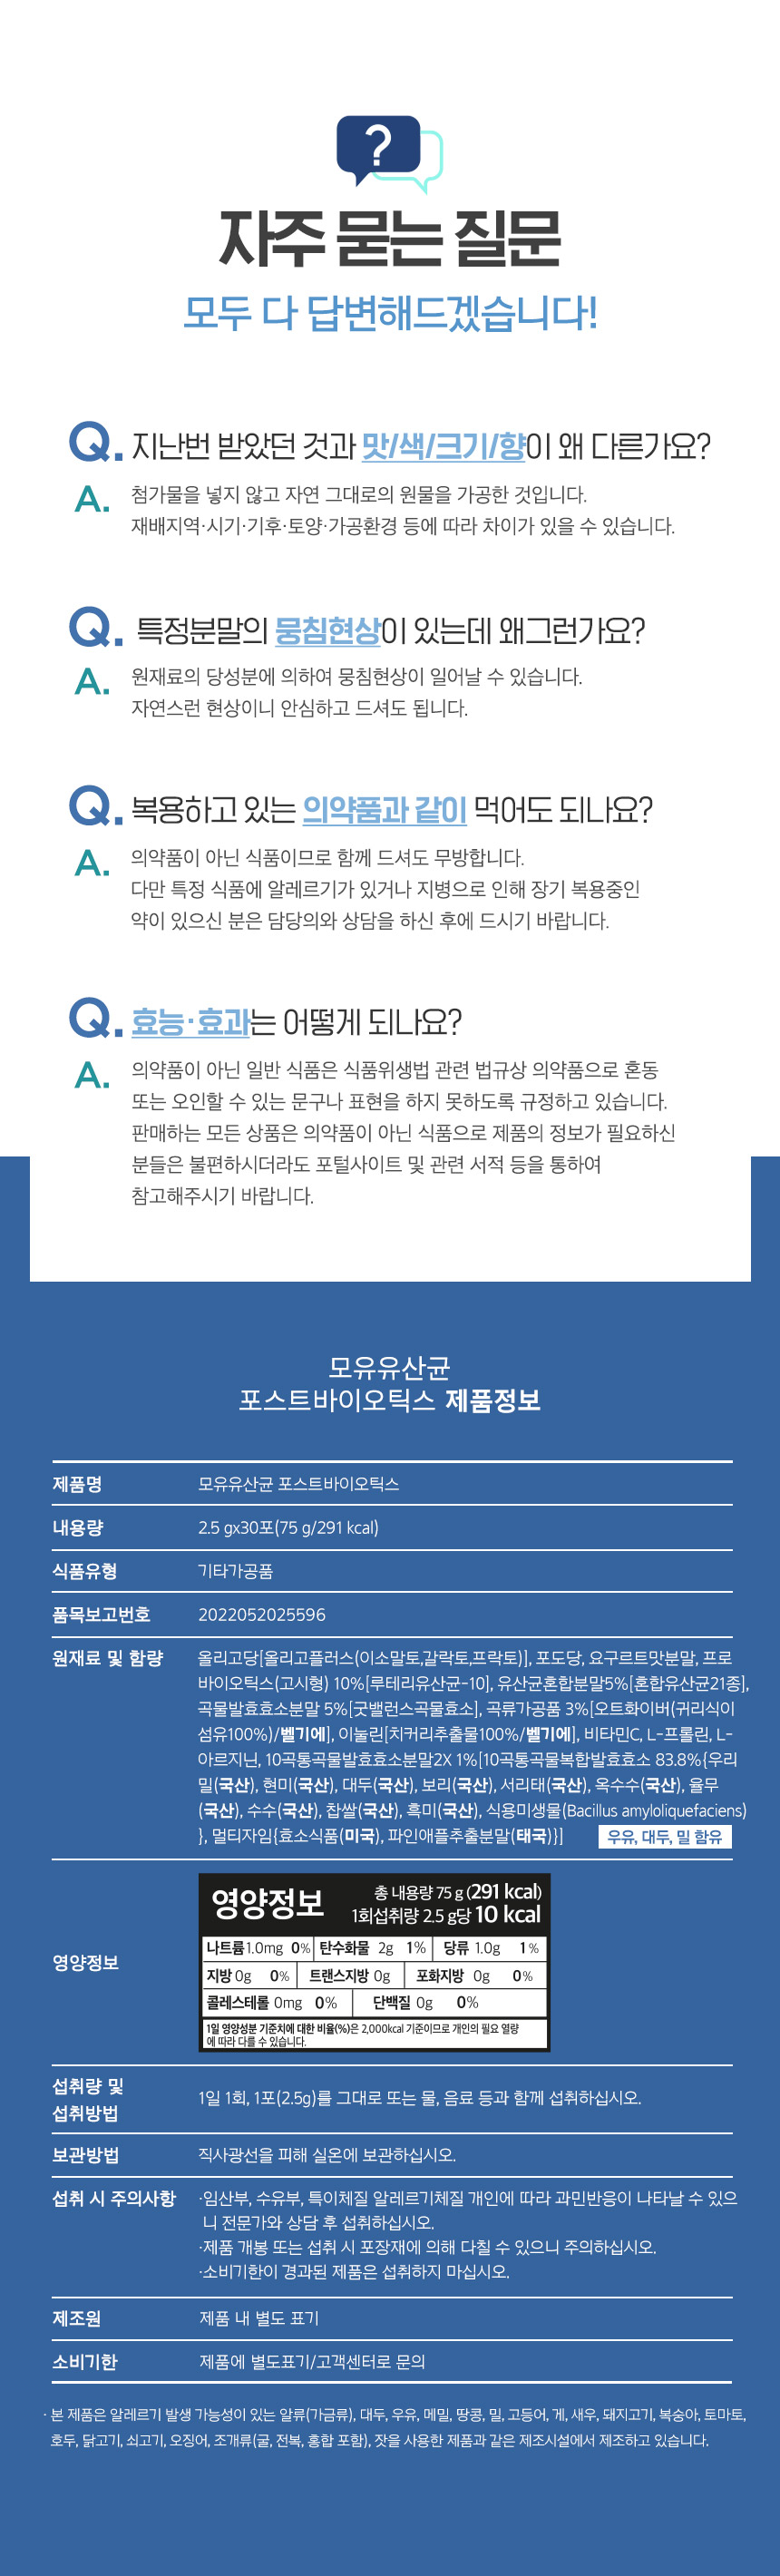 ?
자주 묻는 질문
모두 다 답변해드겠습니다!
Q. 지난번 받았던 것과 맛/색/크기/향이 왜 다른가요?
A. 첨가물을 넣지 않고 자연 그대로의 원물을 가공한 것입니다.
재배지역·시기·기후·토양·가공환경 등에 따라 차이가 있을 수 있습니다.
Q. 특정분말의 뭉침현상이 있는데 왜그런가요?
A. 원재료의 당성분에 의하여 뭉침현상이 일어날 수 있습니다.
자연스런 현상이니 안심하고 드셔도 됩니다.
Q. 복용하고 있는 의약품과 같이 먹어도 되나요?
A. 의약품이 아닌 식품이므로 함께 드셔도 무방합니다.
다만 특정 식품에 알레르기가 있거나 지병으로 인해 장기 복용중인
약이 있으신 분은 담당의와 상담을 하신 후에 드시기 바랍니다.
Q. 효능·효과는 어떻게 되나요?
A. 의약품이 아닌 일반 식품은 식품위생법 관련 법규상 의약품으로 혼동
또는 오인할 수 있는 문구나 표현을 하지 못하도록 규정하고 있습니다.
판매하는 모든 상품은 의약품이 아닌 식품으로 제품의 정보가 필요하신
분들은 불편하시더라도 포털사이트 및 관련 서적 등을 통하여
참고해주시기 바랍니다.
모유유산균
포스트바이오틱스 제품정보
제품명 모유유산균 포스트바이오틱스
내용량 2.5 gx30포(75 g/291 kcal)
식품유형 기타가공품
품목보고번호 2022052025596
원재료 및 함량 올리고당[올리고플러스(이소말토,갈락토,프락토)], 포도당, 요구르트맛분말, 프로
바이오틱스(고시형) 10%[루테리유산균-10], 유산균혼합분말5%[혼합유산균21종],
곡물발효효소분말 5%[굿밸런스곡물효소], 곡류가공품 3%[오트화이버(귀리식이
섬유100%)/벨기에], 이눌린[치커리추출물100%/벨기에], 비타민C, L-프롤린, L-
아르지닌, 10곡통곡물발효효소분말2X 1%[10곡통곡물복합발효효소 83.8%{우리
밀(국산), 현미(국산), 대두(국산), 보리(국산), 서리태(국산), 옥수수(국산), 율무
(국산), 수수(국산), 찹쌀(국산), 흑미(국산), 식용미생물(Bacillus amyloliquefaciens)
}, 멀티자임{효소식품(미국), 파인애플추출분말(태국)}] 우유, 대두, 밀 함유
영양정보
영양정보 총 내용량 75 g (291 kcal)
1회섭취량 2.5 g당 10 kcal
나트륨 1.0mg 0% 탄수화물 2g 1% 당류 1.0g 1%
지방 0g 0% 트랜스지방 0g 포화지방 0g 0%
콜레스테롤 0mg 0% 단백질 0g 0%
1일 영양성분 기준치에 대한 비율(%)은 2,000kcal 기준이므로 개인의 필요 열량
에 따라 다를 수 있습니다.
섭취량 및
섭취방법 1일 1회, 1포(2.5g)를 그대로 또는 물, 음료 등과 함께 섭취하십시오.
보관방법 직사광선을 피해 실온에 보관하십시오.
섭취 시 주의사항 ·임산부, 수유부, 특이체질 알레르기체질 개인에 따라 과민반응이 나타날 수 있으
니 전문가와 상담 후 섭취하십시오.
·제품 개봉 또는 섭취 시 포장재에 의해 다칠 수 있으니 주의하십시오.
·소비기한이 경과된 제품은 섭취하지 마십시오.
제조원 제품 내 별도 표기
소비기한 제품에 별도표기/고객센터로 문의
· 본 제품은 알레르기 발생 가능성이 있는 알류(가금류), 대두, 우유, 메밀, 땅콩, 밀, 고등어, 게, 새우, 돼지고기, 복숭아, 토마토,
호두, 닭고기, 쇠고기, 오징어, 조개류(굴, 전복, 홍합 포함), 잣을 사용한 제품과 같은 제조시설에서 제조하고 있습니다.